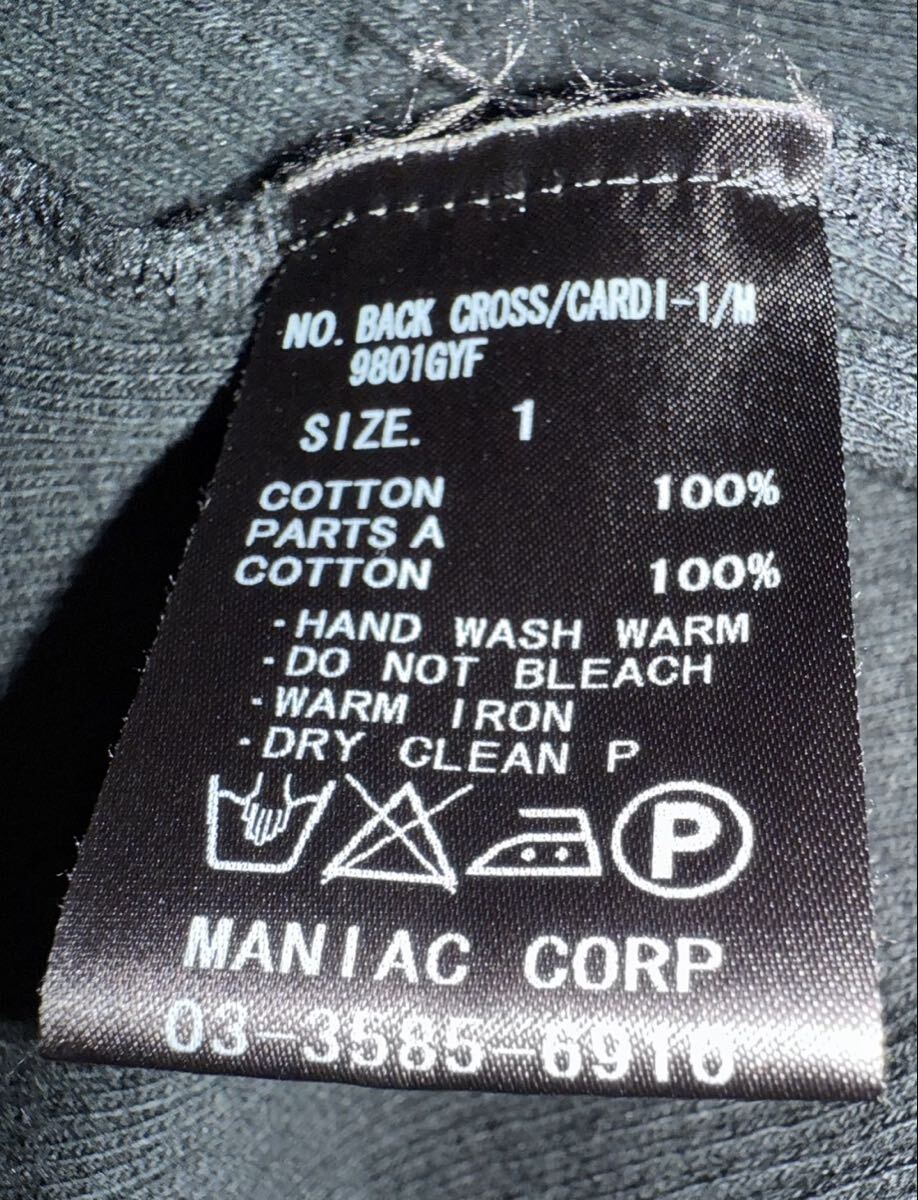 NO. BACK CROSS/CARDI-1/M
9801GYF
SIZE. 1
COTTON 100%
PARTS A
COTTON 100%
-HAND WASH WARM
-DO NOT BLEACH
-WARM IRON
-DRY CLEAN P
P
MANIAC CORP
03-3585-6910